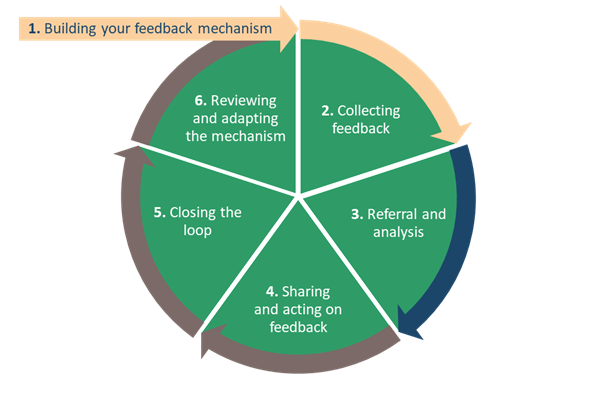 1. Building your feedback mechanism
2. Collecting
feedback
3. Referral and
analysis
4. Sharing
and acting on
feedback
5. Closing the
loop
6. Reviewing
and adapting
the mechanism